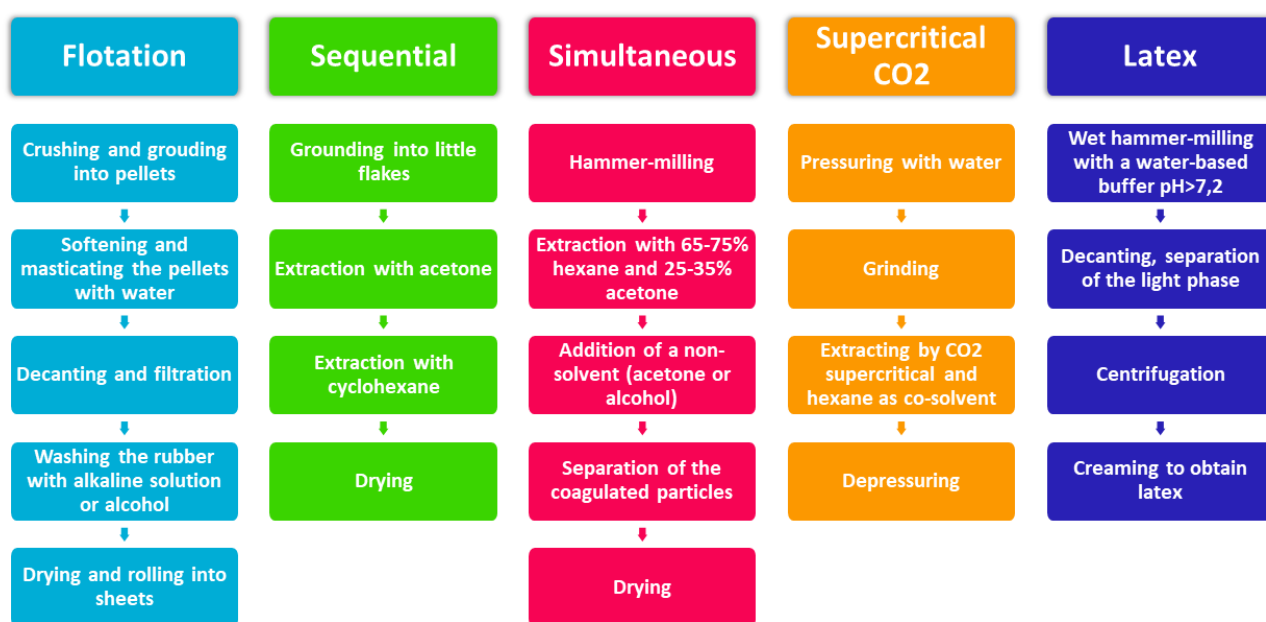 Flotation
Crushing and grouding
into pellets
Softening and
masticating the pellets
with water
Decanting and filtration
Washing the rubber
with alkaline solution
or alcohol
Drying and rolling into
sheets
Sequential
Grounding into little
flakes
Extraction with acetone
Extraction with
cyclohexane
Drying
Simultaneous
Hammer-milling
Extraction with 65-75%
hexane and 25-35%
acetone
Addition of a non-
solvent (acetone or
alcohol)
Separation of the
coagulated particles
Drying
Supercritical
CO2
Pressuring with water
Grinding
Extracting by CO2
supercritical and
hexane as co-solvent
Depressuring
Latex
Wet hammer-milling
with a water-based
buffer pH>7,2
Decanting, separation
of the light phase
Centrifugation
Creaming to obtain
latex